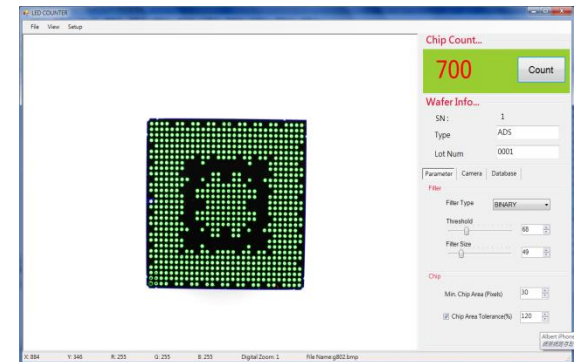 LED COUNTER
File View Setup
Chip Count...
700
Count
Wafer Info...
SN : 1
Type ADS
Lot Num 0001
Parameter Camera Database
Filter
Filter Type BINARY
Threshold
68
Filter Size
49
Chip
Min. Chip Area (Pixels) 30
Chip Area Tolerance(%) 120
Albert iPhone
X: 884 Y: 346 R: 255 G: 255 B: 255 Digital Zoom: 1 File Name:g802.bmp